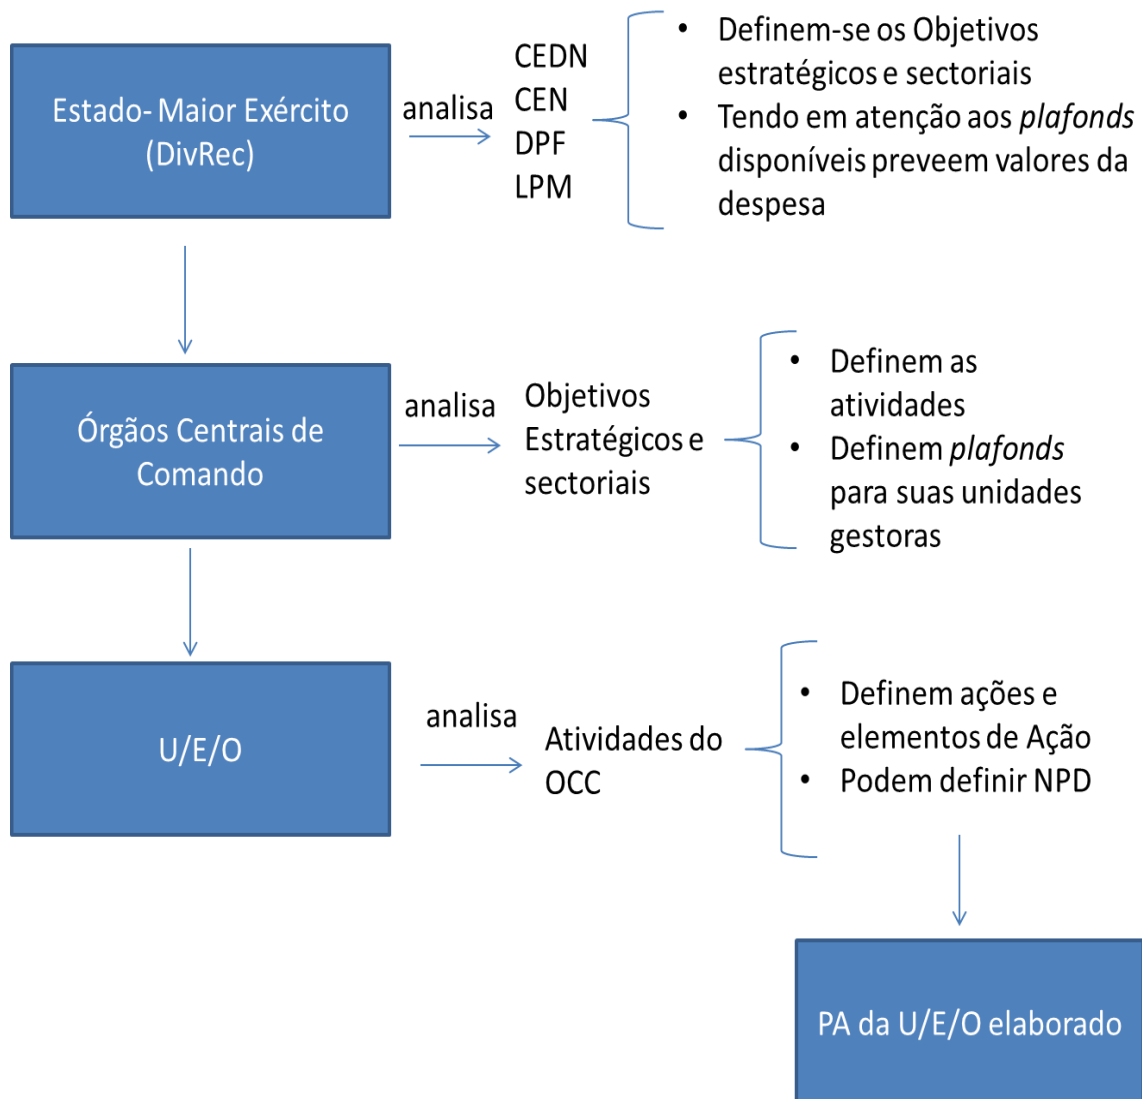 Estado- Maior Exército
(DivRec)
analisa
CEDN
CEN
DPF
LPM
• Definem-se os Objetivos
estratégicos e sectoriais
• Tendo em atenção aos plafonds
disponíveis preveem valores da
despesa
Órgãos Centrais de
Comando
analisa
Objetivos
Estratégicos e
sectoriais
• Definem as
atividades
• Definem plafonds
para suas unidades
gestoras
U/E/O
analisa
Atividades do
OCC
• Definem ações e
elementos de Ação
• Podem definir NPD
PA da U/E/O elaborado